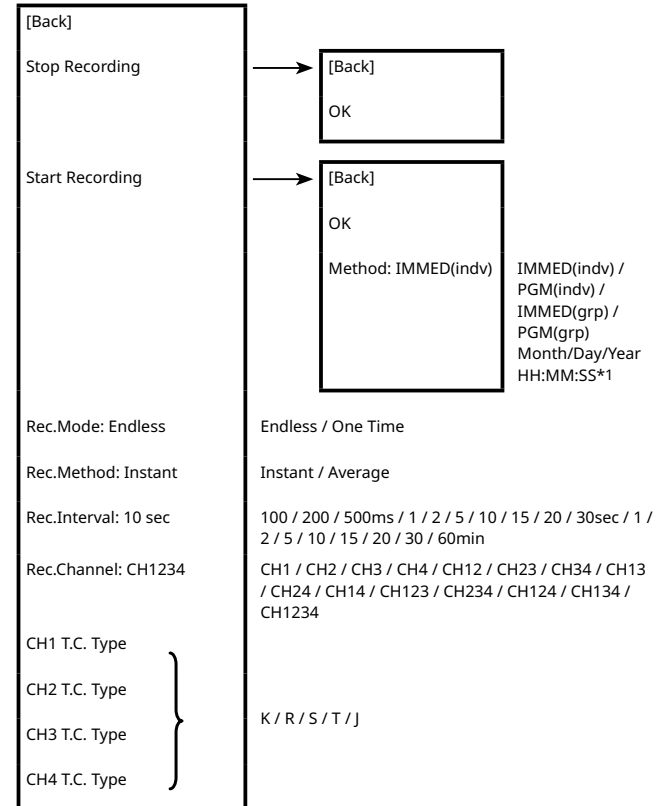 [Back]
Stop Recording
[Back]
OK
Start Recording
[Back]
OK
Method: IMMED(indv)
IMMED(indv) /
PGM(indv) /
IMMED(grp) /
PGM(grp)
Month/Day/Year
HH:MM:SS*1
Rec.Mode: Endless
Endless / One Time
Rec.Method: Instant
Instant / Average
Rec.Interval: 10 sec
100 / 200 / 500ms / 1 / 2 / 5 / 10 / 15 / 20 / 30sec / 1 /
2 / 5 / 10 / 15 / 20 / 30 / 60min
Rec.Channel: CH1234
CH1 / CH2 / CH3 / CH4 / CH12 / CH23 / CH34 / CH13
/ CH24 / CH14 / CH123 / CH234 / CH124 / CH134 /
CH1234
CH1 T.C. Type
CH2 T.C. Type
CH3 T.C. Type
CH4 T.C. Type
K / R / S / T / J